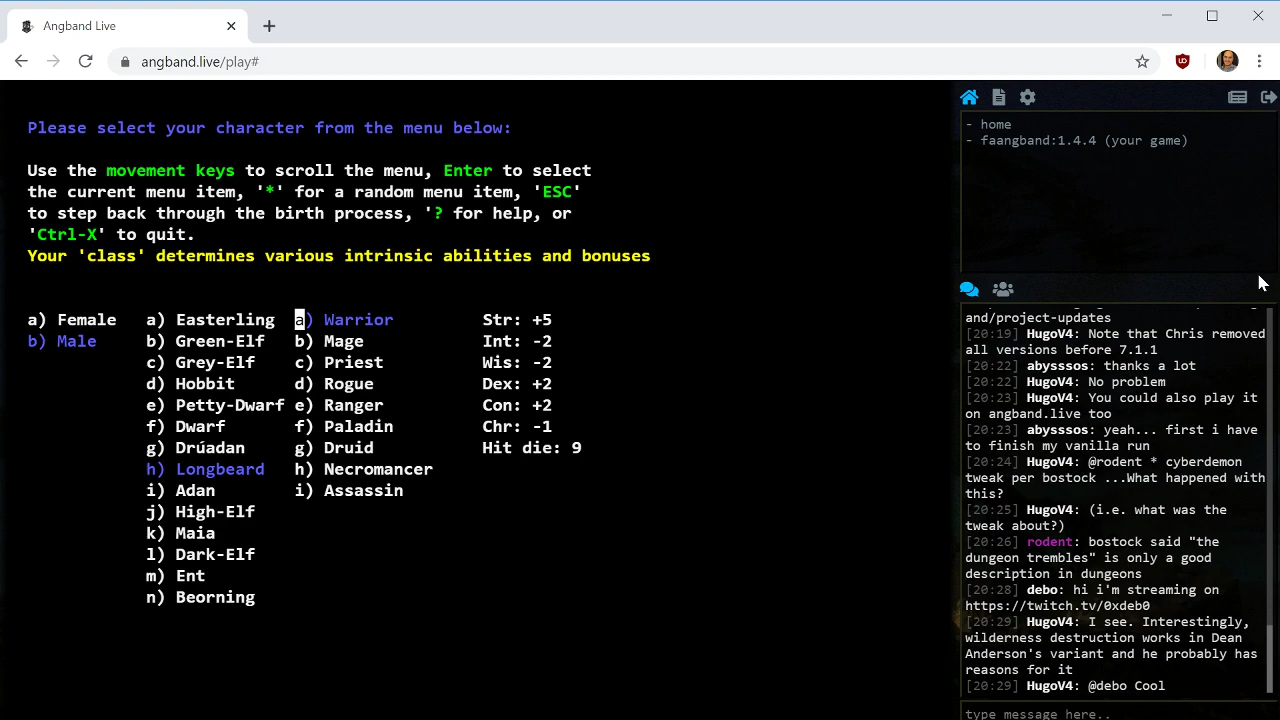 Angband Live
angband.live/play#
Please select your character from the menu below:
Use the movement keys to scroll the menu, Enter to select
the current menu item, '*' for a random menu item, 'ESC'
to step back through the birth process, '? for help, or
'Ctrl-X' to quit.
Your 'class' determines various intrinsic abilities and bonuses
a) Female a) Easterling a) Warrior Str: +5
b) Male b) Green-Elf b) Mage Int: -2
c) Grey-Elf c) Priest Wis: -2
d) Hobbit d) Rogue Dex: +2
e) Petty-Dwarf e) Ranger Con: +2
f) Dwarf f) Paladin Chr: -1
g) Drúadan g) Druid Hit die: 9
h) Longbeard h) Necromancer
i) Adan i) Assassin
j) High-Elf
k) Maia
l) Dark-Elf
m) Ent
n) Beorning
- home
- faangband:1.4.4 (your game)
and/project-updates
[20:19] HugoV4: Note that Chris removed
all versions before 7.1.1
[20:22] abysssos: thanks a lot
[20:22] HugoV4: No problem
[20:23] HugoV4: You could also play it
on angband.live too
[20:23] abysssos: yeah... first i have
to finish my vanilla run
[20:24] HugoV4: @rodent * cyberdemon
tweak per bostock ...What happened with
this?
[20:25] HugoV4: (i.e. what was the
tweak about?)
[20:26] rodent: bostock said "the
dungeon trembles" is only a good
description in dungeons
[20:28] debo: hi i'm streaming on
https://twitch.tv/0xdeb0
[20:29] HugoV4: I see. Interestingly,
wilderness destruction works in Dean
Anderson's variant and he probably has
reasons for it
[20:29] HugoV4: @debo Cool
type message here..